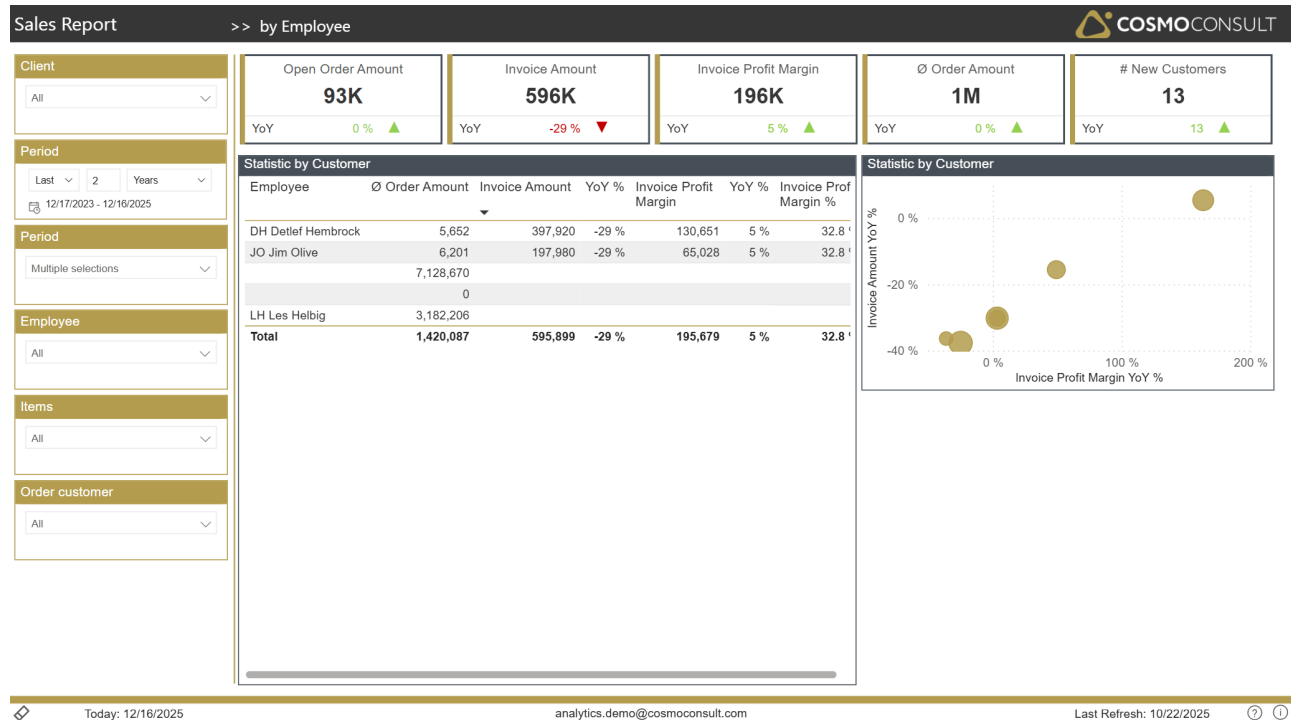 Sales Report
>> by Employee
COSMOCONSULT
Client
All
Period
Last 2 Years
12/17/2023 - 12/16/2025
Period
Multiple selections
Employee
All
Items
All
Order customer
All
Open Order Amount
93K
YoY 0 %
Invoice Amount
596K
YoY -29 %
Invoice Profit Margin
196K
YoY 5 %
Ø Order Amount
1M
YoY 0 %
# New Customers
13
YoY 13
Statistic by Customer
Employee Ø Order Amount Invoice Amount YoY % Invoice Profit YoY % Invoice Prof
Margin Margin %
DH Detlef Hembrock 5,652 397,920 -29 % 130,651 5 % 32.8
JO Jim Olive 6,201 197,980 -29 % 65,028 5 % 32.8
7,128,670
0
LH Les Helbig 3,182,206
Total 1,420,087 595,899 -29 % 195,679 5 % 32.8
Statistic by Customer
Invoice Amount YoY %
0 %
-20 %
-40 %
0 % 100 % 200 %
Invoice Profit Margin YoY %
Today: 12/16/2025
analytics.demo@cosmoconsult.com
Last Refresh: 10/22/2025